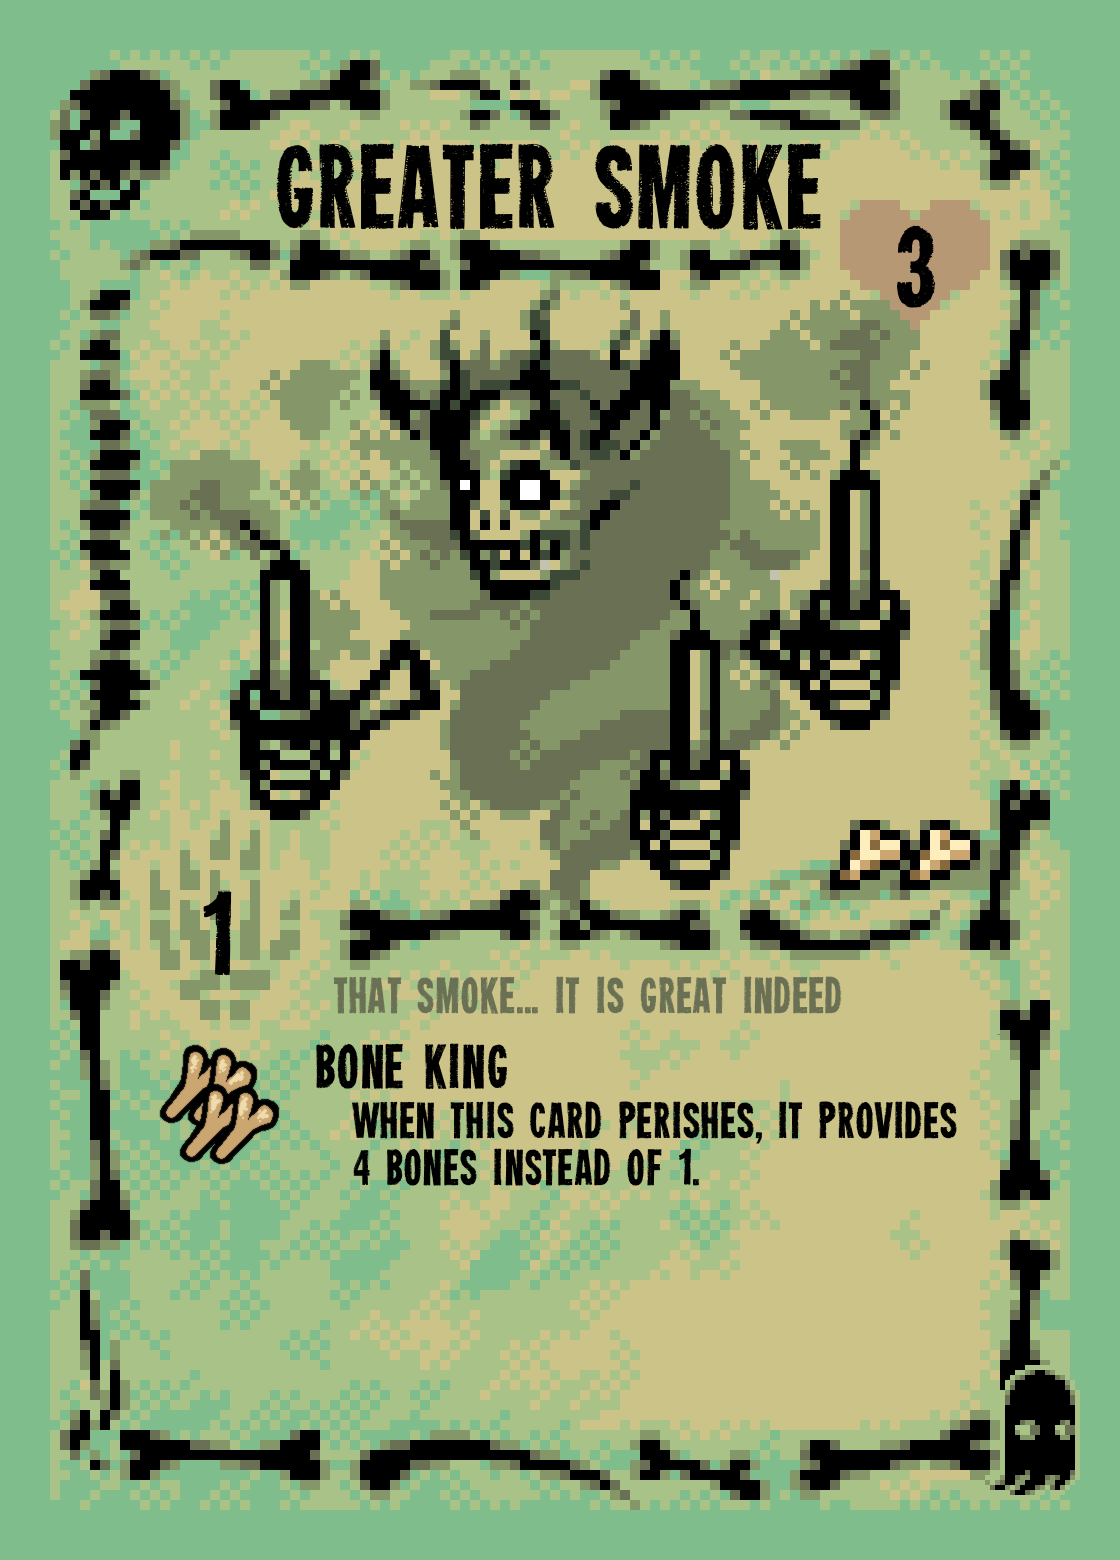 GREATER SMOKE
3
1
THAT SMOKE... IT IS GREAT INDEED
BONE KING
WHEN THIS CARD PERISHES, IT PROVIDES
4 BONES INSTEAD OF 1.